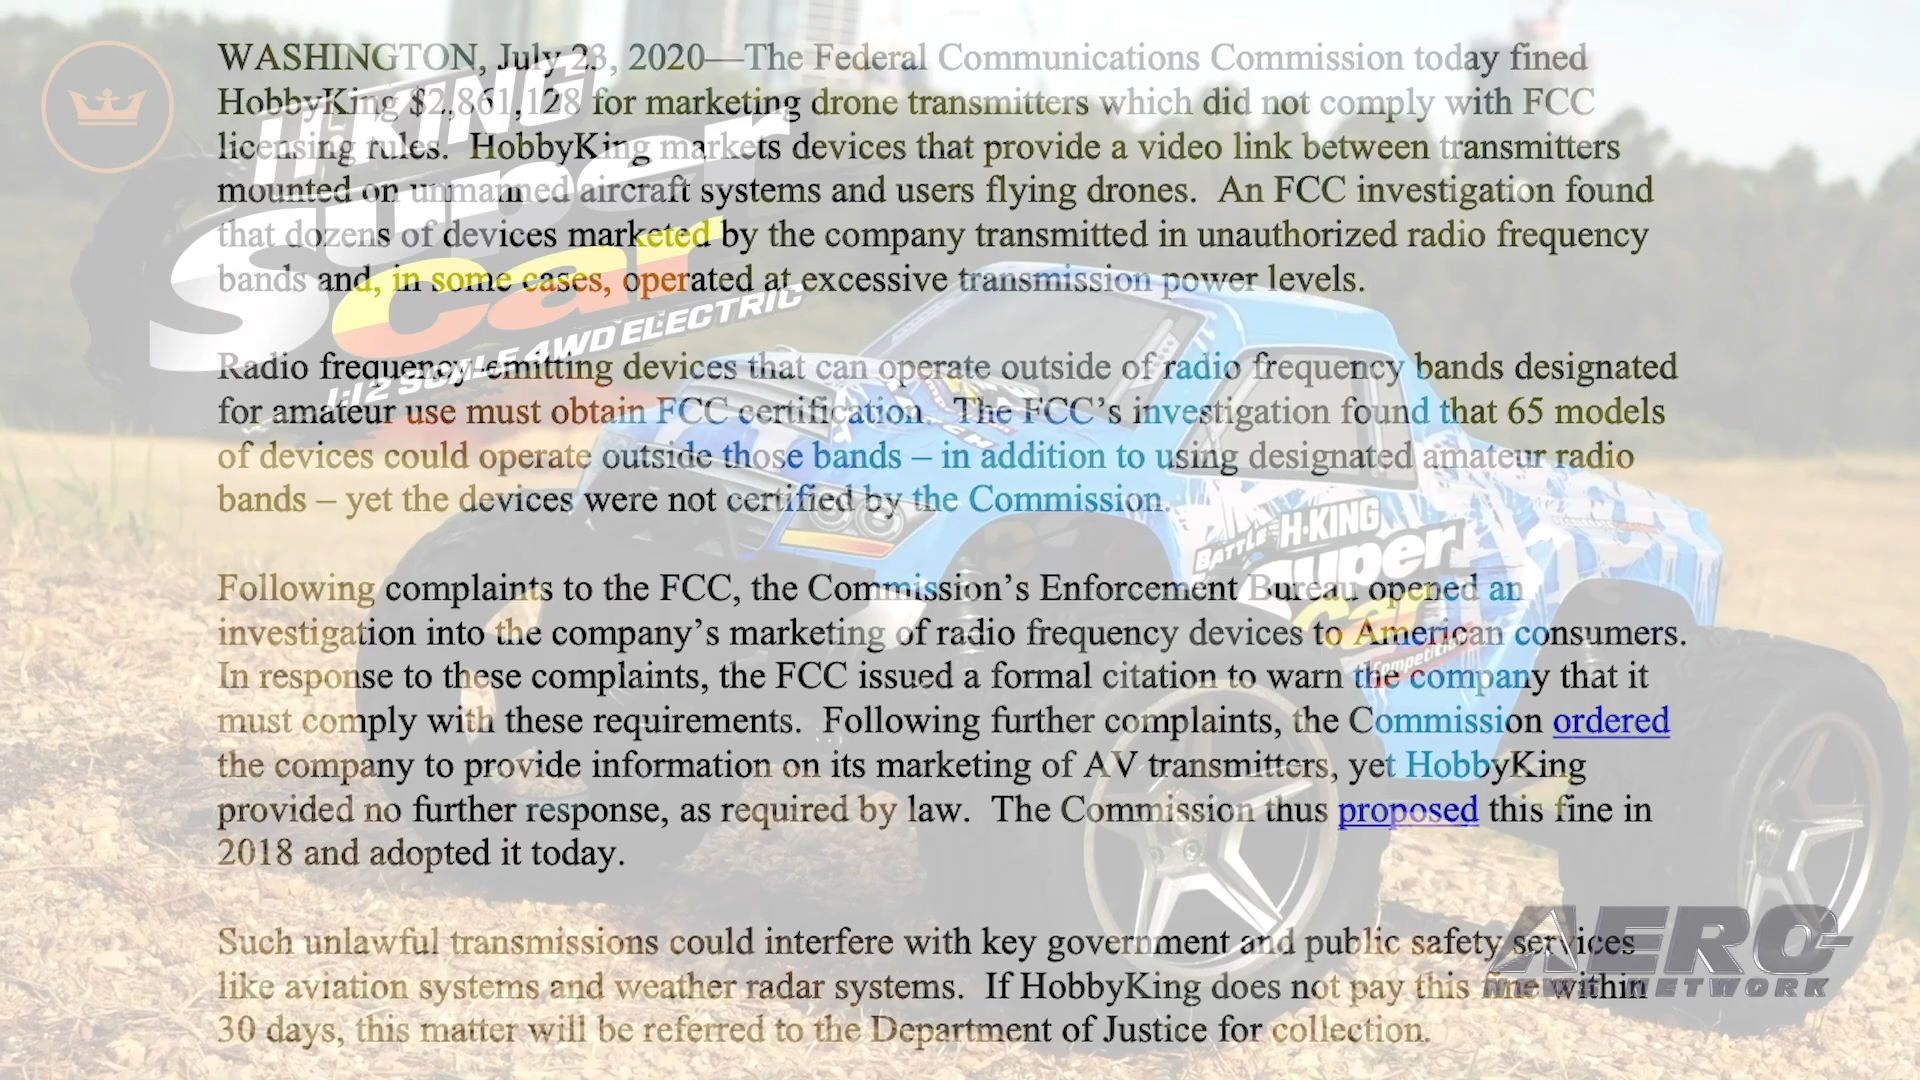 WASHINGTON, July 23, 2020—The Federal Communications Commission today fined
HobbyKing $2,861,128 for marketing drone transmitters which did not comply with FCC
licensing rules.  HobbyKing markets devices that provide a video link between transmitters
mounted on unmanned aircraft systems and users flying drones.  An FCC investigation found
that dozens of devices marketed by the company transmitted in unauthorized radio frequency
bands and, in some cases, operated at excessive transmission power levels.
Radio frequency-emitting devices that can operate outside of radio frequency bands designated
for amateur use must obtain FCC certification.  The FCC’s investigation found that 65 models
of devices could operate outside those bands – in addition to using designated amateur radio
bands – yet the devices were not certified by the Commission.
Following complaints to the FCC, the Commission’s Enforcement Bureau opened an
investigation into the company’s marketing of radio frequency devices to American consumers.
In response to these complaints, the FCC issued a formal citation to warn the company that it
must comply with these requirements.  Following further complaints, the Commission ordered
the company to provide information on its marketing of AV transmitters, yet HobbyKing
provided no further response, as required by law.  The Commission thus proposed this fine in
2018 and adopted it today.
Such unlawful transmissions could interfere with key government and public safety services
like aviation systems and weather radar systems.  If HobbyKing does not pay this fine within
30 days, this matter will be referred to the Department of Justice for collection.
H-KING
Super
Car
1:12 SCALE 4WD ELECTRIC
BATTLE H-KING
Super
Car
Competition
AERO-
NEWS NETWORK